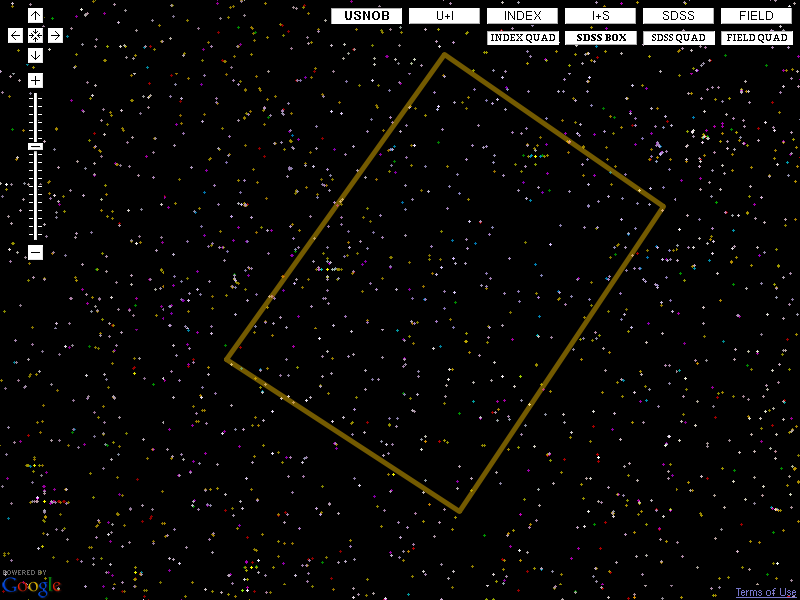 USNOB U+I INDEX I+S SDSS FIELD
INDEX QUAD SDSS BOX SDSS QUAD FIELD QUAD
POWERED BY
Google
Terms of Use